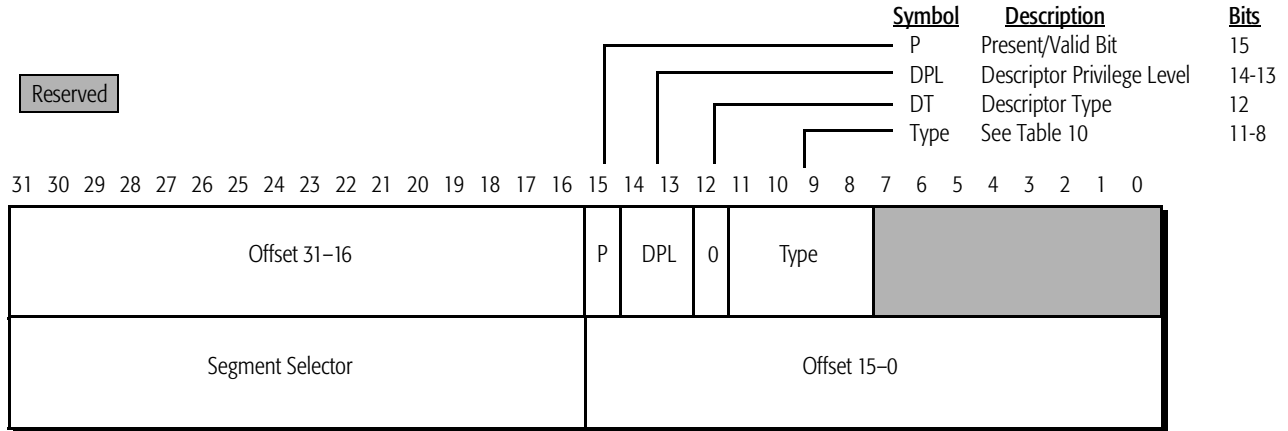 Symbol Description Bits
P Present/Valid Bit 15
DPL Descriptor Privilege Level 14-13
DT Descriptor Type 12
Type See Table 10 11-8
Reserved
31 30 29 28 27 26 25 24 23 22 21 20 19 18 17 16 15 14 13 12 11 10 9 8 7 6 5 4 3 2 1 0
Offset 31–16 P DPL 0 Type
Segment Selector Offset 15–0